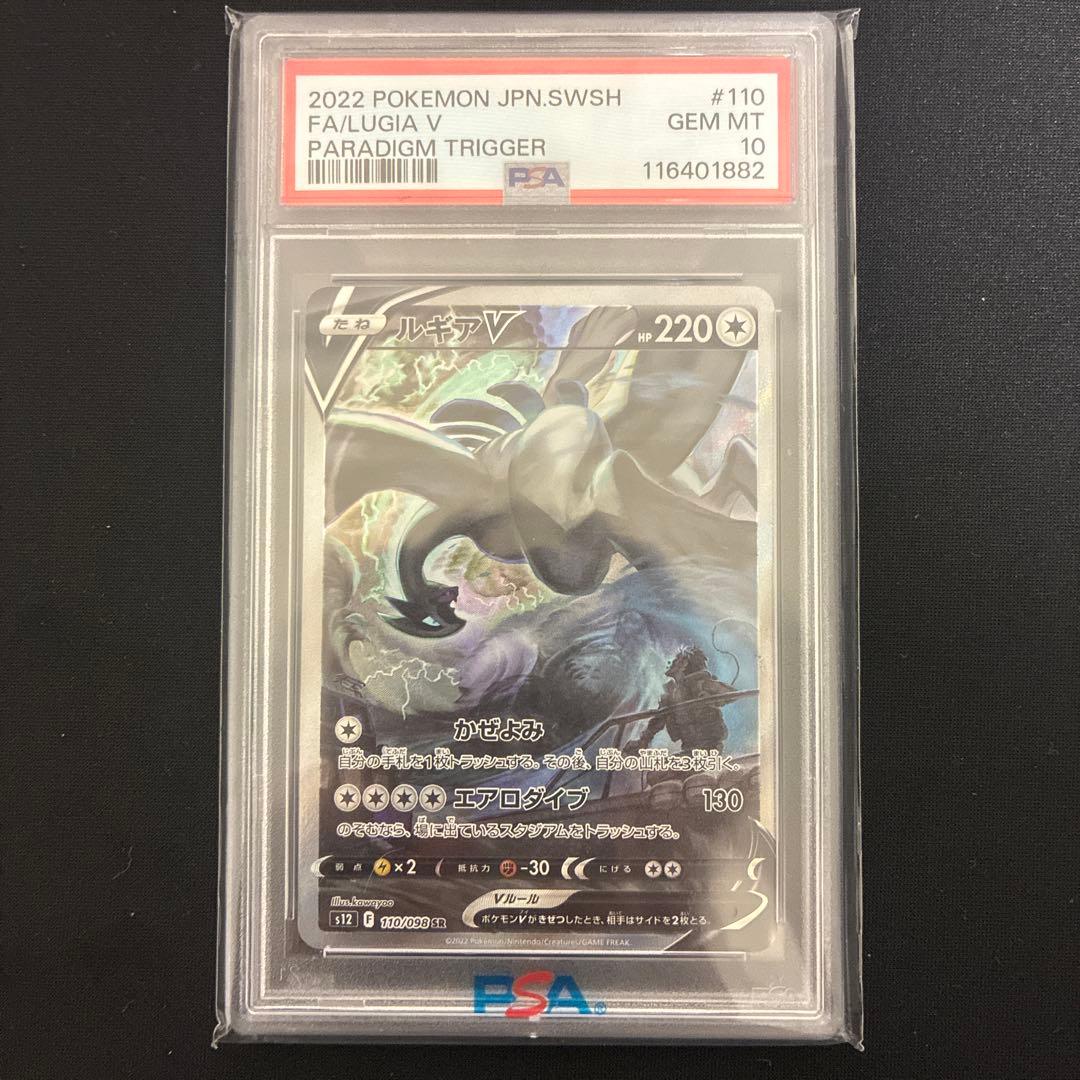 2022 POKEMON JPN.SWSH #110
FA/LUGIA V GEM MT
PARADIGM TRIGGER 10
PSA 116401882
たね ルギアV HP 220
かぜよみ
自分の手札を1枚トラッシュする。その後、自分の山札を3枚引く。
エアロダイブ 130
のぞむなら、場に出ているスタジアムをトラッシュする。
弱点 ×2 抵抗力 -30 にげる
Illus.kawayoo
Vルール
s12 F 110/098 SR ポケモンVがきぜつしたとき、相手はサイドを2枚とる。
©2022 Pokémon/Nintendo/Creatures/GAME FREAK.
PSA®